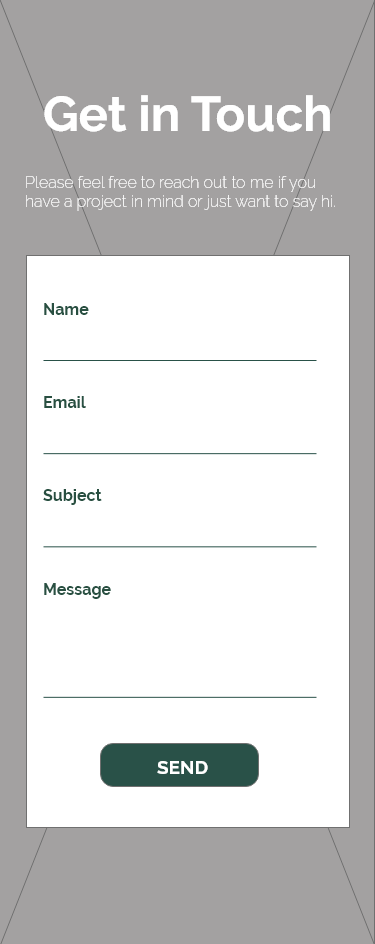 Get in Touch
Please feel free to reach out to me if you
have a project in mind or just want to say hi.
Name
Email
Subject
Message
SEND